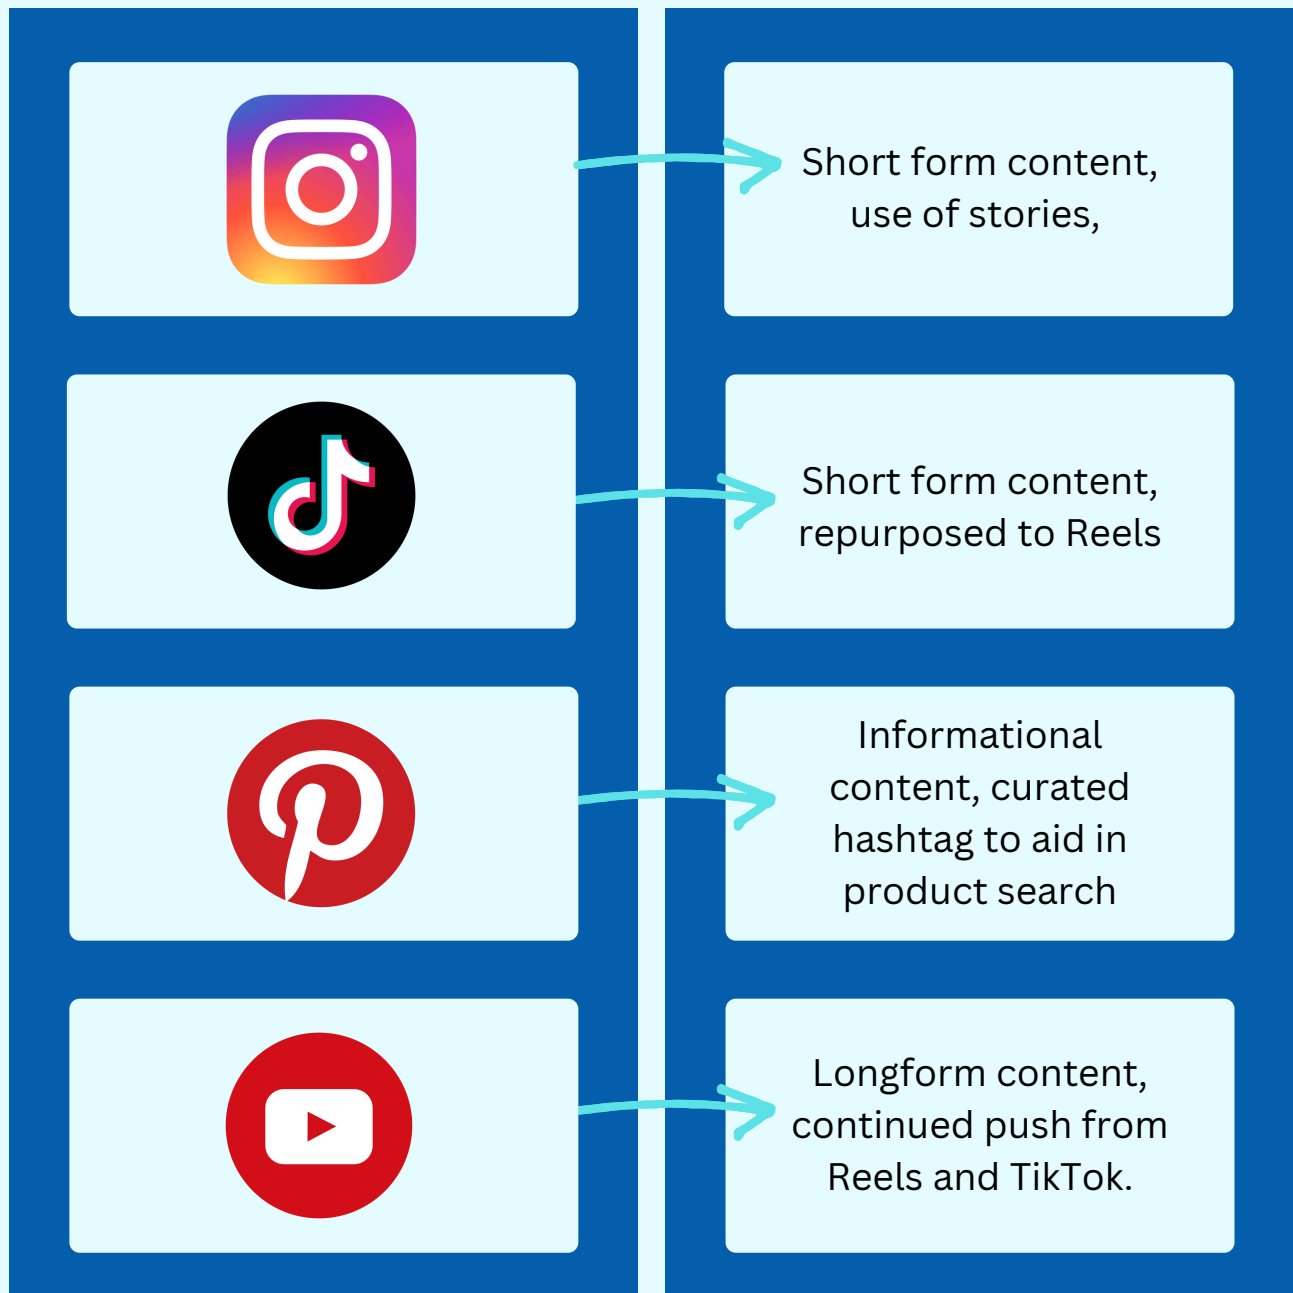 Short form content,
use of stories,
Short form content,
repurposed to Reels
Informational
content, curated
hashtag to aid in
product search
Longform content,
continued push from
Reels and TikTok.